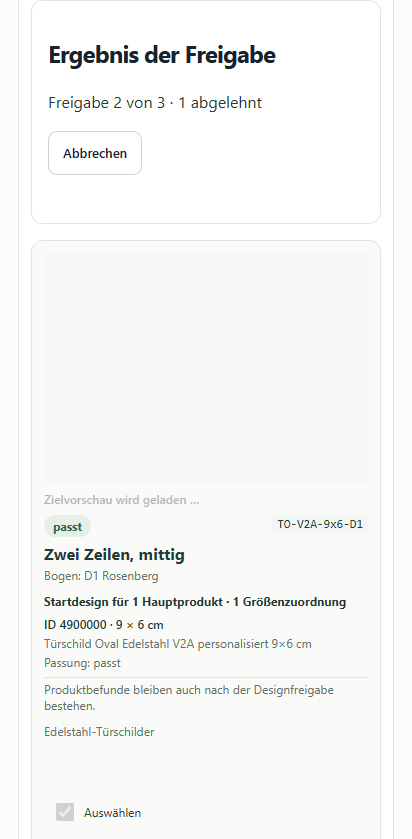 Ergebnis der Freigabe
Freigabe 2 von 3 · 1 abgelehnt
Abbrechen
Zielvorschau wird geladen ...
passt
TO-V2A-9x6-D1
Zwei Zeilen, mittig
Bogen: D1 Rosenberg
Startdesign für 1 Hauptprodukt · 1 Größenzuordnung
ID 4900000 · 9 × 6 cm
Türschild Oval Edelstahl V2A personalisiert 9×6 cm
Passung: passt
Produktbefunde bleiben auch nach der Designfreigabe
bestehen.
Edelstahl-Türschilder
Auswählen